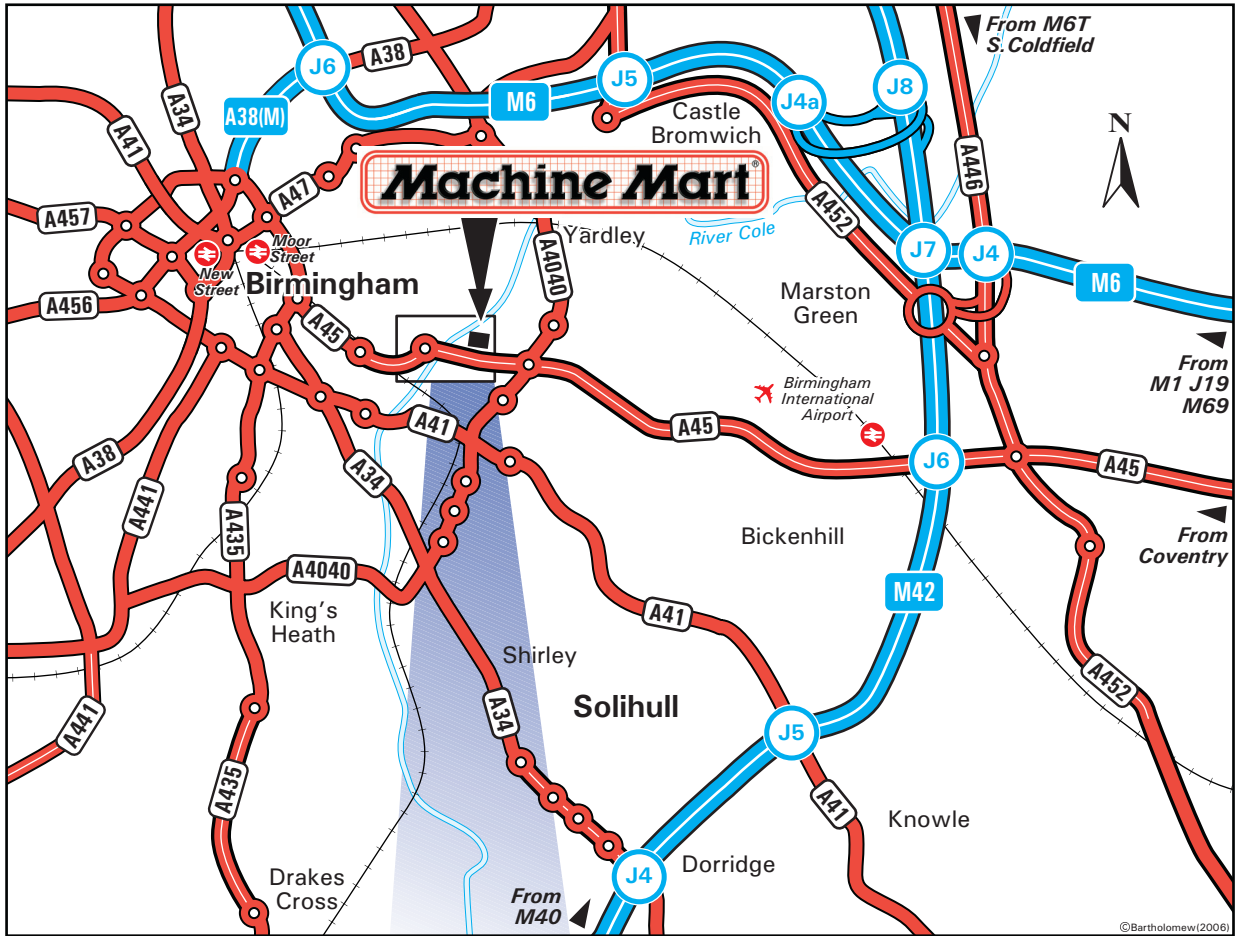 From M6T
S.Coldfield
J6
A38
J5
J4a
J8
A34
A38(M)
M6
Castle
Bromwich
N
A41
A47
Machine Mart®
A446
A457
A452
Moor
Street
Yardley
River Cole
New
Street
Birmingham
A4040
J7
J4
M6
A456
A45
Marston
Green
From
M1 J19
M69
Birmingham
International
Airport
A41
A45
A38
A34
J6
A45
A441
A435
Bickenhill
From
Coventry
A4040
M42
King's
Heath
A41
Shirley
A452
Solihull
A34
A441
J5
A435
A41
Knowle
Drakes
Cross
J4
Dorridge
From
M40
©Bartholomew(2006)